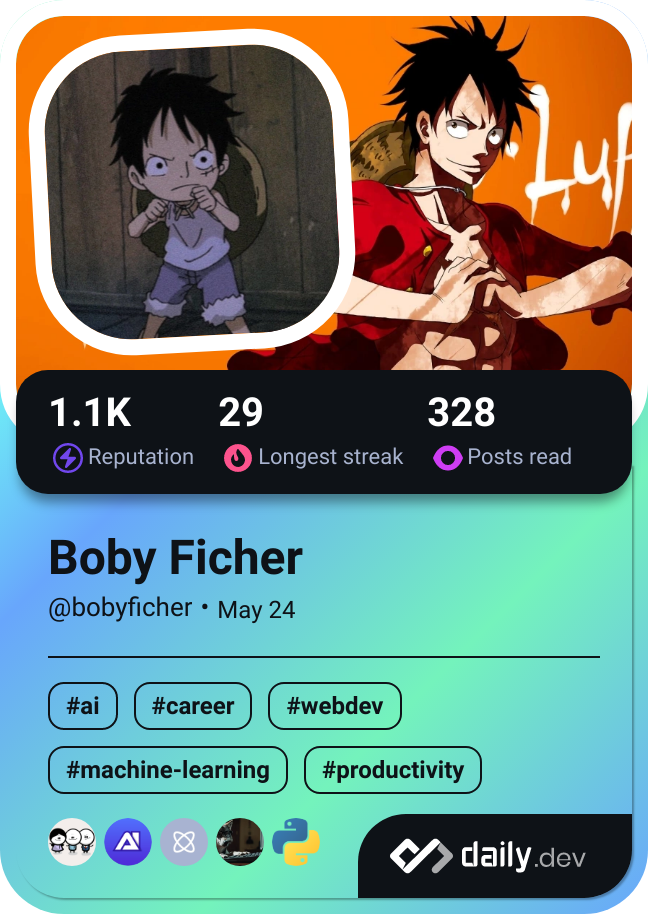 Luf
1.1K 29 328
Reputation Longest streak Posts read
Boby Ficher
@bobyficher • May 24
#ai #career #webdev
#machine-learning #productivity
AI
daily.dev